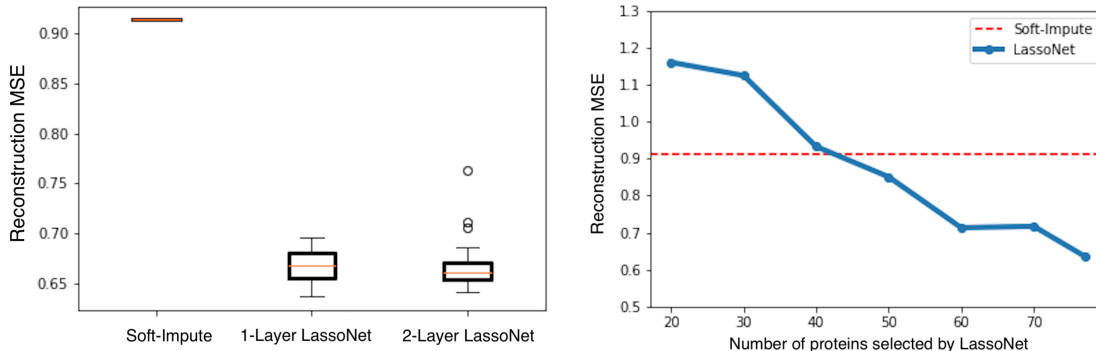 Reconstruction MSE
0.90
0.85
0.80
0.75
0.70
0.65
Soft-Impute
1-Layer LassoNet
2-Layer LassoNet
Reconstruction MSE
1.3
1.2
1.1
1.0
0.9
0.8
0.7
0.6
0.5
Soft-Impute
LassoNet
20
30
40
50
60
70
Number of proteins selected by LassoNet